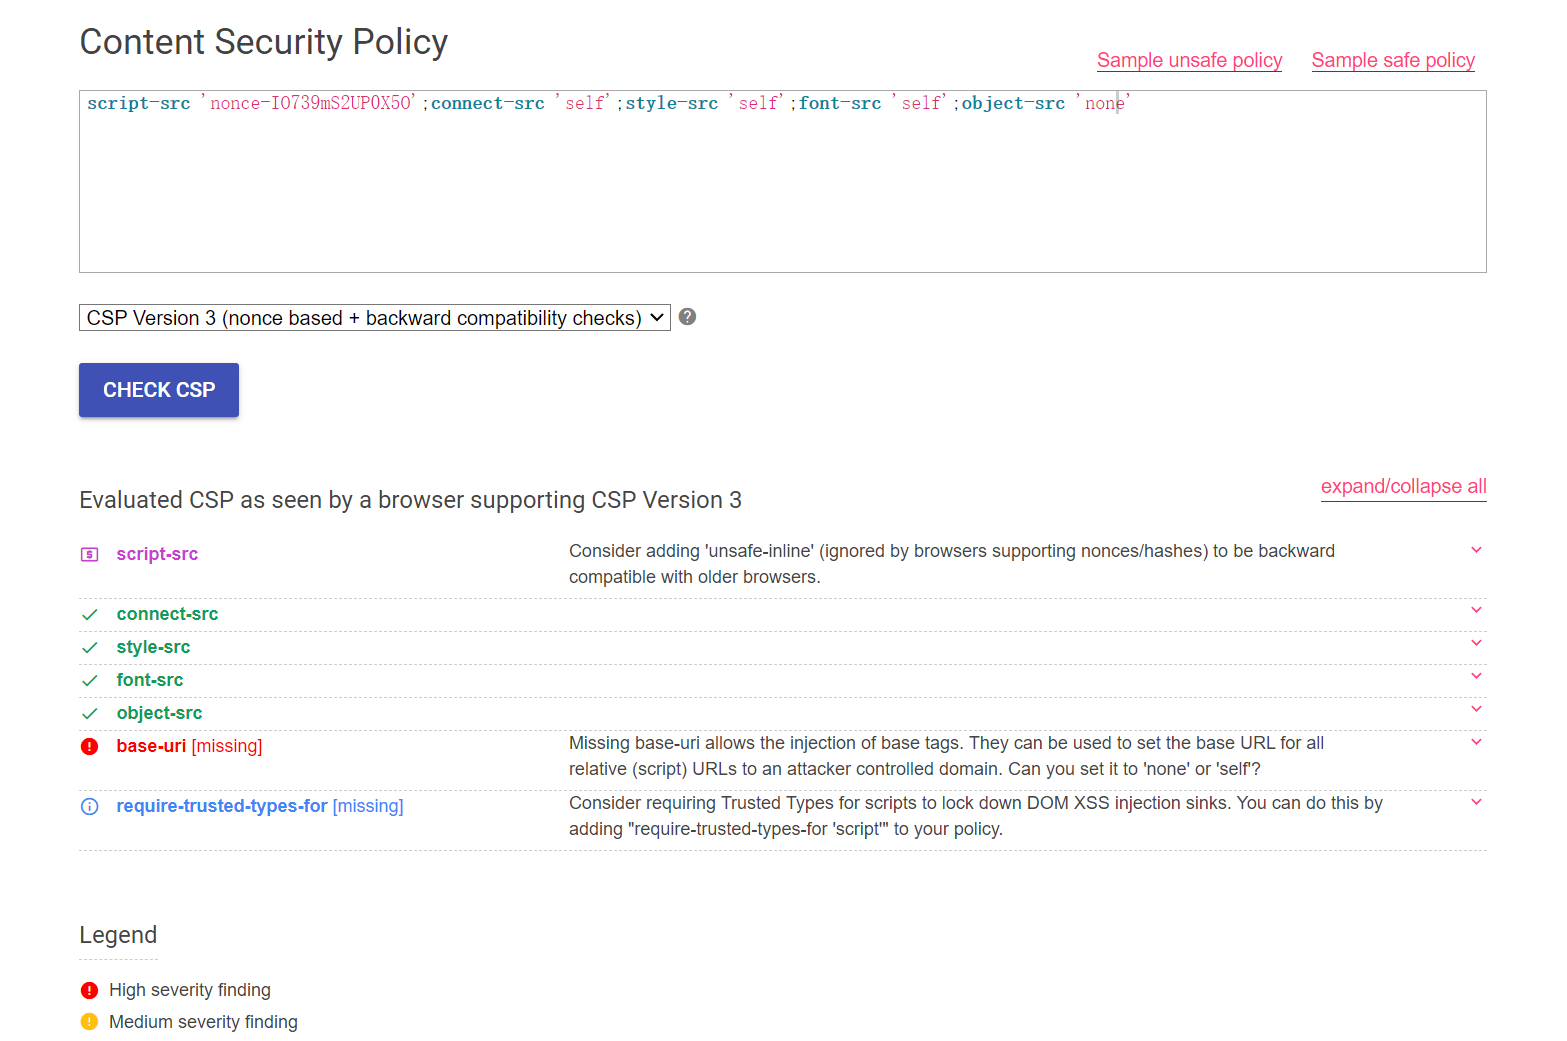 Content Security Policy
Sample unsafe policy
Sample safe policy
script-src 'nonce-IO739mS2UP0X5O';connect-src 'self';style-src 'self';font-src 'self';object-src 'none'
CSP Version 3 (nonce based + backward compatibility checks)
CHECK CSP
Evaluated CSP as seen by a browser supporting CSP Version 3
expand/collapse all
script-src
Consider adding 'unsafe-inline' (ignored by browsers supporting nonces/hashes) to be backward
compatible with older browsers.
connect-src
style-src
font-src
object-src
base-uri [missing]
Missing base-uri allows the injection of base tags. They can be used to set the base URL for all
relative (script) URLs to an attacker controlled domain. Can you set it to 'none' or 'self'?
require-trusted-types-for [missing]
Consider requiring Trusted Types for scripts to lock down DOM XSS injection sinks. You can do this by
adding "require-trusted-types-for 'script'" to your policy.
Legend
High severity finding
Medium severity finding